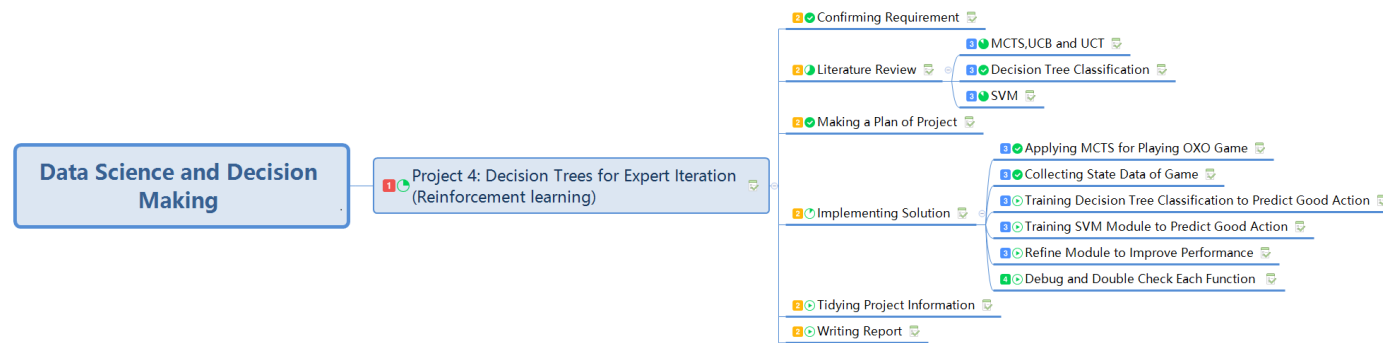 Data Science and Decision
Making
1 Project 4: Decision Trees for Expert Iteration
(Reinforcement learning)
2 Confirming Requirement
2 Literature Review
3 MCTS,UCB and UCT
3 Decision Tree Classification
3 SVM
2 Making a Plan of Project
2 Implementing Solution
3 Applying MCTS for Playing OXO Game
3 Collecting State Data of Game
3 Training Decision Tree Classification to Predict Good Action
3 Training SVM Module to Predict Good Action
3 Refine Module to Improve Performance
4 Debug and Double Check Each Function
2 Tidying Project Information
2 Writing Report